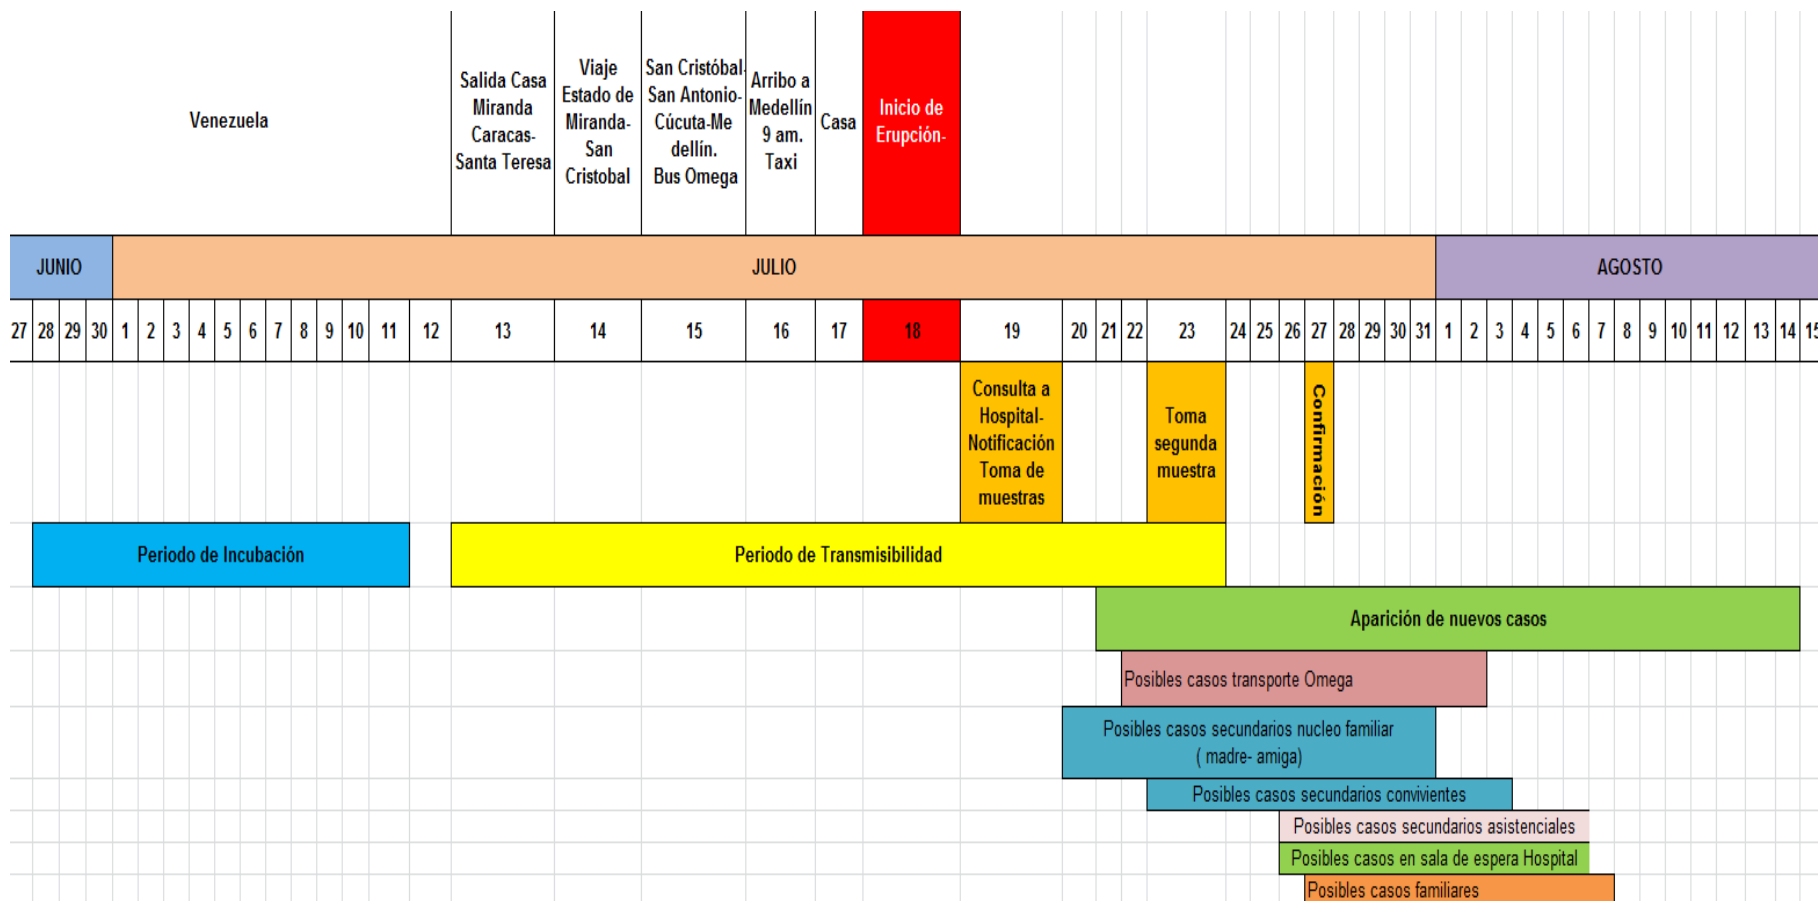 Venezuela
Salida Casa
Miranda
Caracas-
Santa Teresa
Viaje
Estado de
Miranda-
San
Cristobal
San Cristóbal-
San Antonio-
Cúcuta-Me
dellín.
Bus Omega
Arribo a
Medellín
9 am.
Taxi
Casa
Inicio de
Erupción-
JUNIO JULIO AGOSTO
27 28 29 30 1 2 3 4 5 6 7 8 9 10 11 12 13 14 15 16 17 18 19 20 21 22 23 24 25 26 27 28 29 30 31 1 2 3 4 5 6 7 8 9 10 11 12 13 14 15
Consulta a
Hospital-
Notificación
Toma de
muestras
Toma
segunda
muestra
Confirmación
Periodo de Incubación
Periodo de Transmisibilidad
Aparición de nuevos casos
Posibles casos transporte Omega
Posibles casos secundarios nucleo familiar
( madre- amiga)
Posibles casos secundarios convivientes
Posibles casos secundarios asistenciales
Posibles casos en sala de espera Hospital
Posibles casos familiares